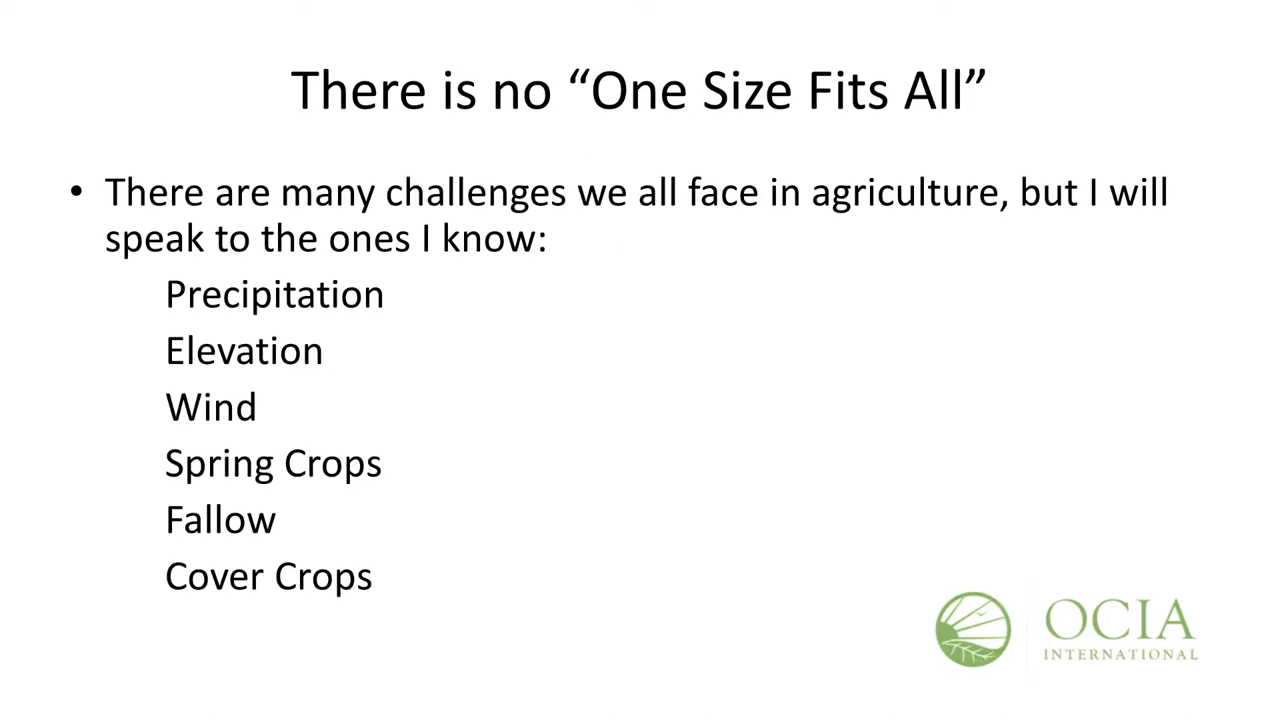 There is no “One Size Fits All”
• There are many challenges we all face in agriculture, but I will
speak to the ones I know:
Precipitation
Elevation
Wind
Spring Crops
Fallow
Cover Crops
OCIA
INTERNATIONAL